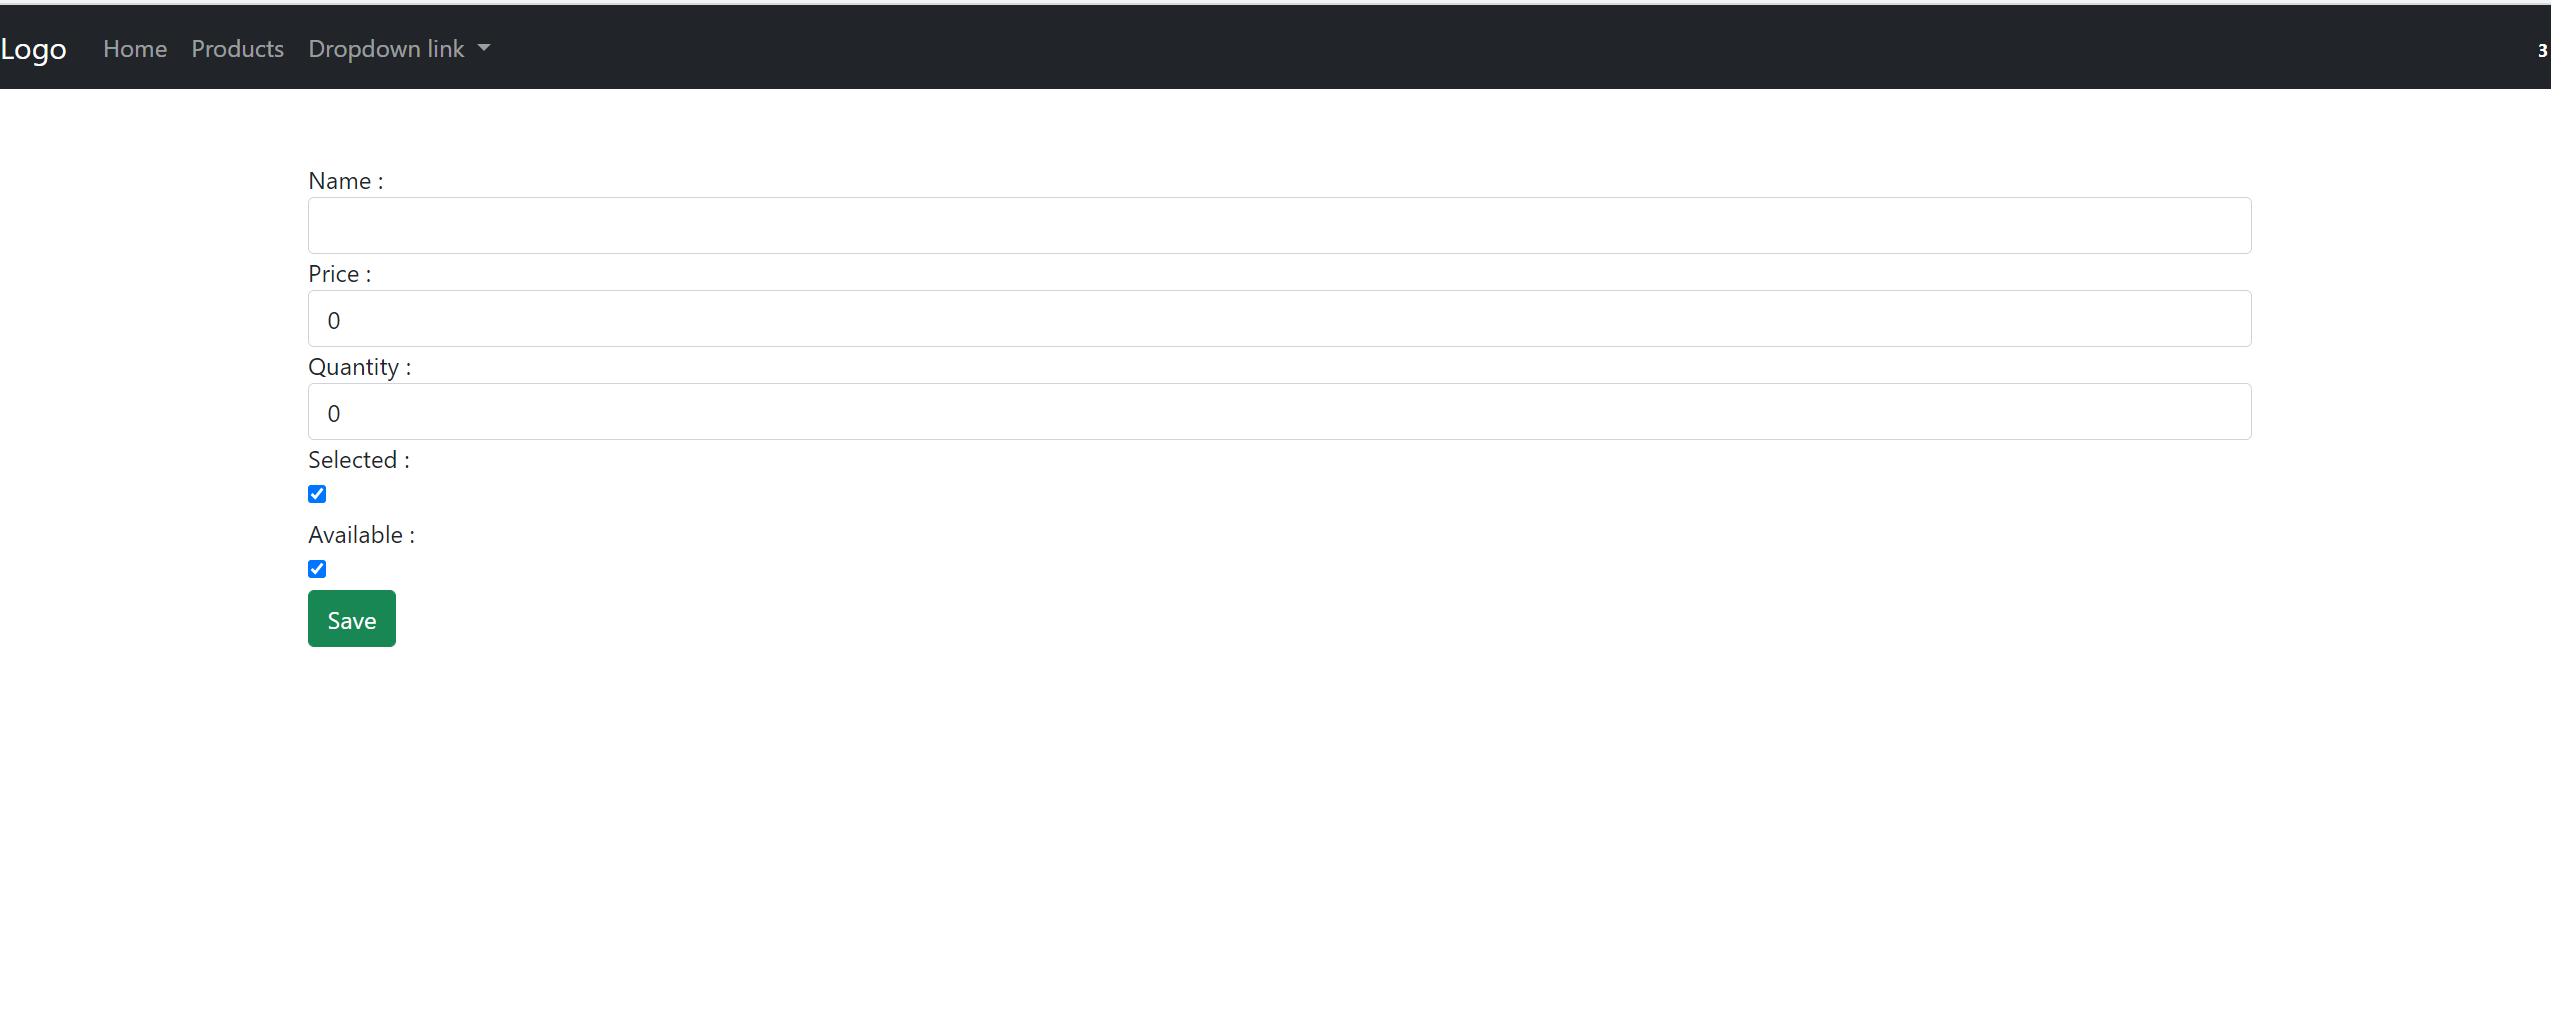 Logo Home Products Dropdown link 3
Name :
Price :
0
Quantity :
0
Selected :
Available :
Save